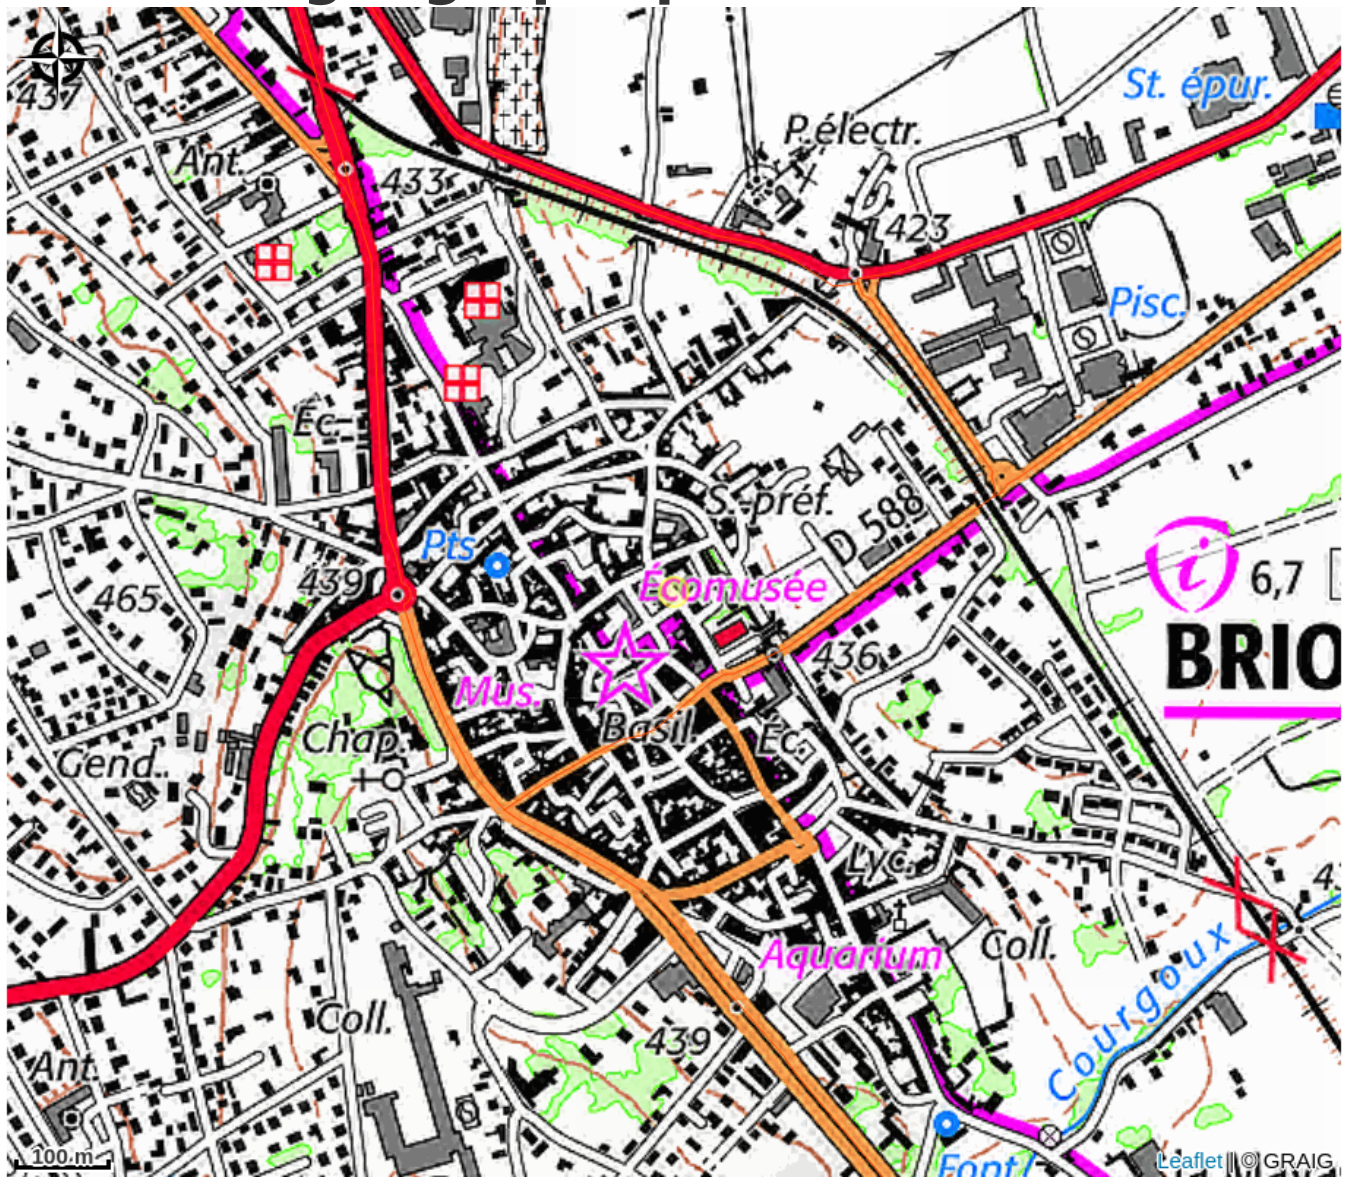 St. épur.
437
P.électr.
Ant.
433
423
Pisc.
Éc.
S.-préf.
D 588
Pts
439
Écomusée
6,7
465
BRIO
436
Mus.
Basil.
Éc.
Chap.
Gend.
Lyc.
Aquarium
Coll.
Courgoux
Coll.
439
Ant.
100 m
Font
Leaflet | © GRAIG